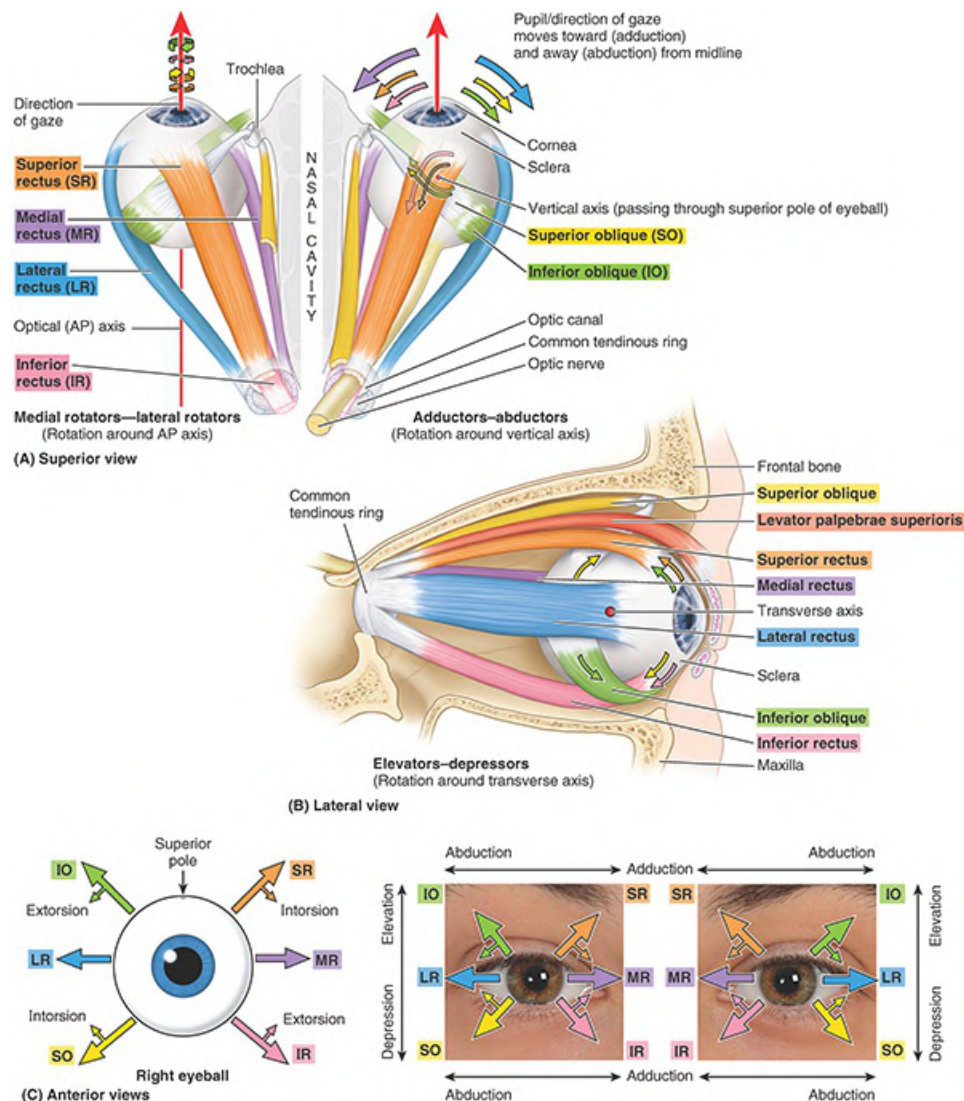 Pupil/direction of gaze
moves toward (adduction)
and away (abduction) from midline
Trochlea
Direction
of gaze
Cornea
Sclera
Superior
rectus (SR)
Medial
rectus (MR)
Lateral
rectus (LR)
Optical (AP) axis
Inferior
rectus (IR)
NASAL CAVITY
Vertical axis (passing through superior pole of eyeball)
Superior oblique (SO)
Inferior oblique (IO)
Optic canal
Common tendinous ring
Optic nerve
Medial rotators—lateral rotators
(Rotation around AP axis)
Adductors–abductors
(Rotation around vertical axis)
(A) Superior view
Common
tendinous ring
Frontal bone
Superior oblique
Levator palpebrae superioris
Superior rectus
Medial rectus
Transverse axis
Lateral rectus
Sclera
Inferior oblique
Inferior rectus
Maxilla
Elevators–depressors
(Rotation around transverse axis)
(B) Lateral view
Superior
pole
IO
SR
Extorsion
Intorsion
LR
MR
Intorsion
Extorsion
SO
IR
Right eyeball
(C) Anterior views
Abduction
Adduction
Abduction
Elevation
Depression
IO
SR
SR
IO
LR
MR
MR
LR
SO
IR
IR
SO
Elevation
Depression
Abduction
Adduction
Abduction